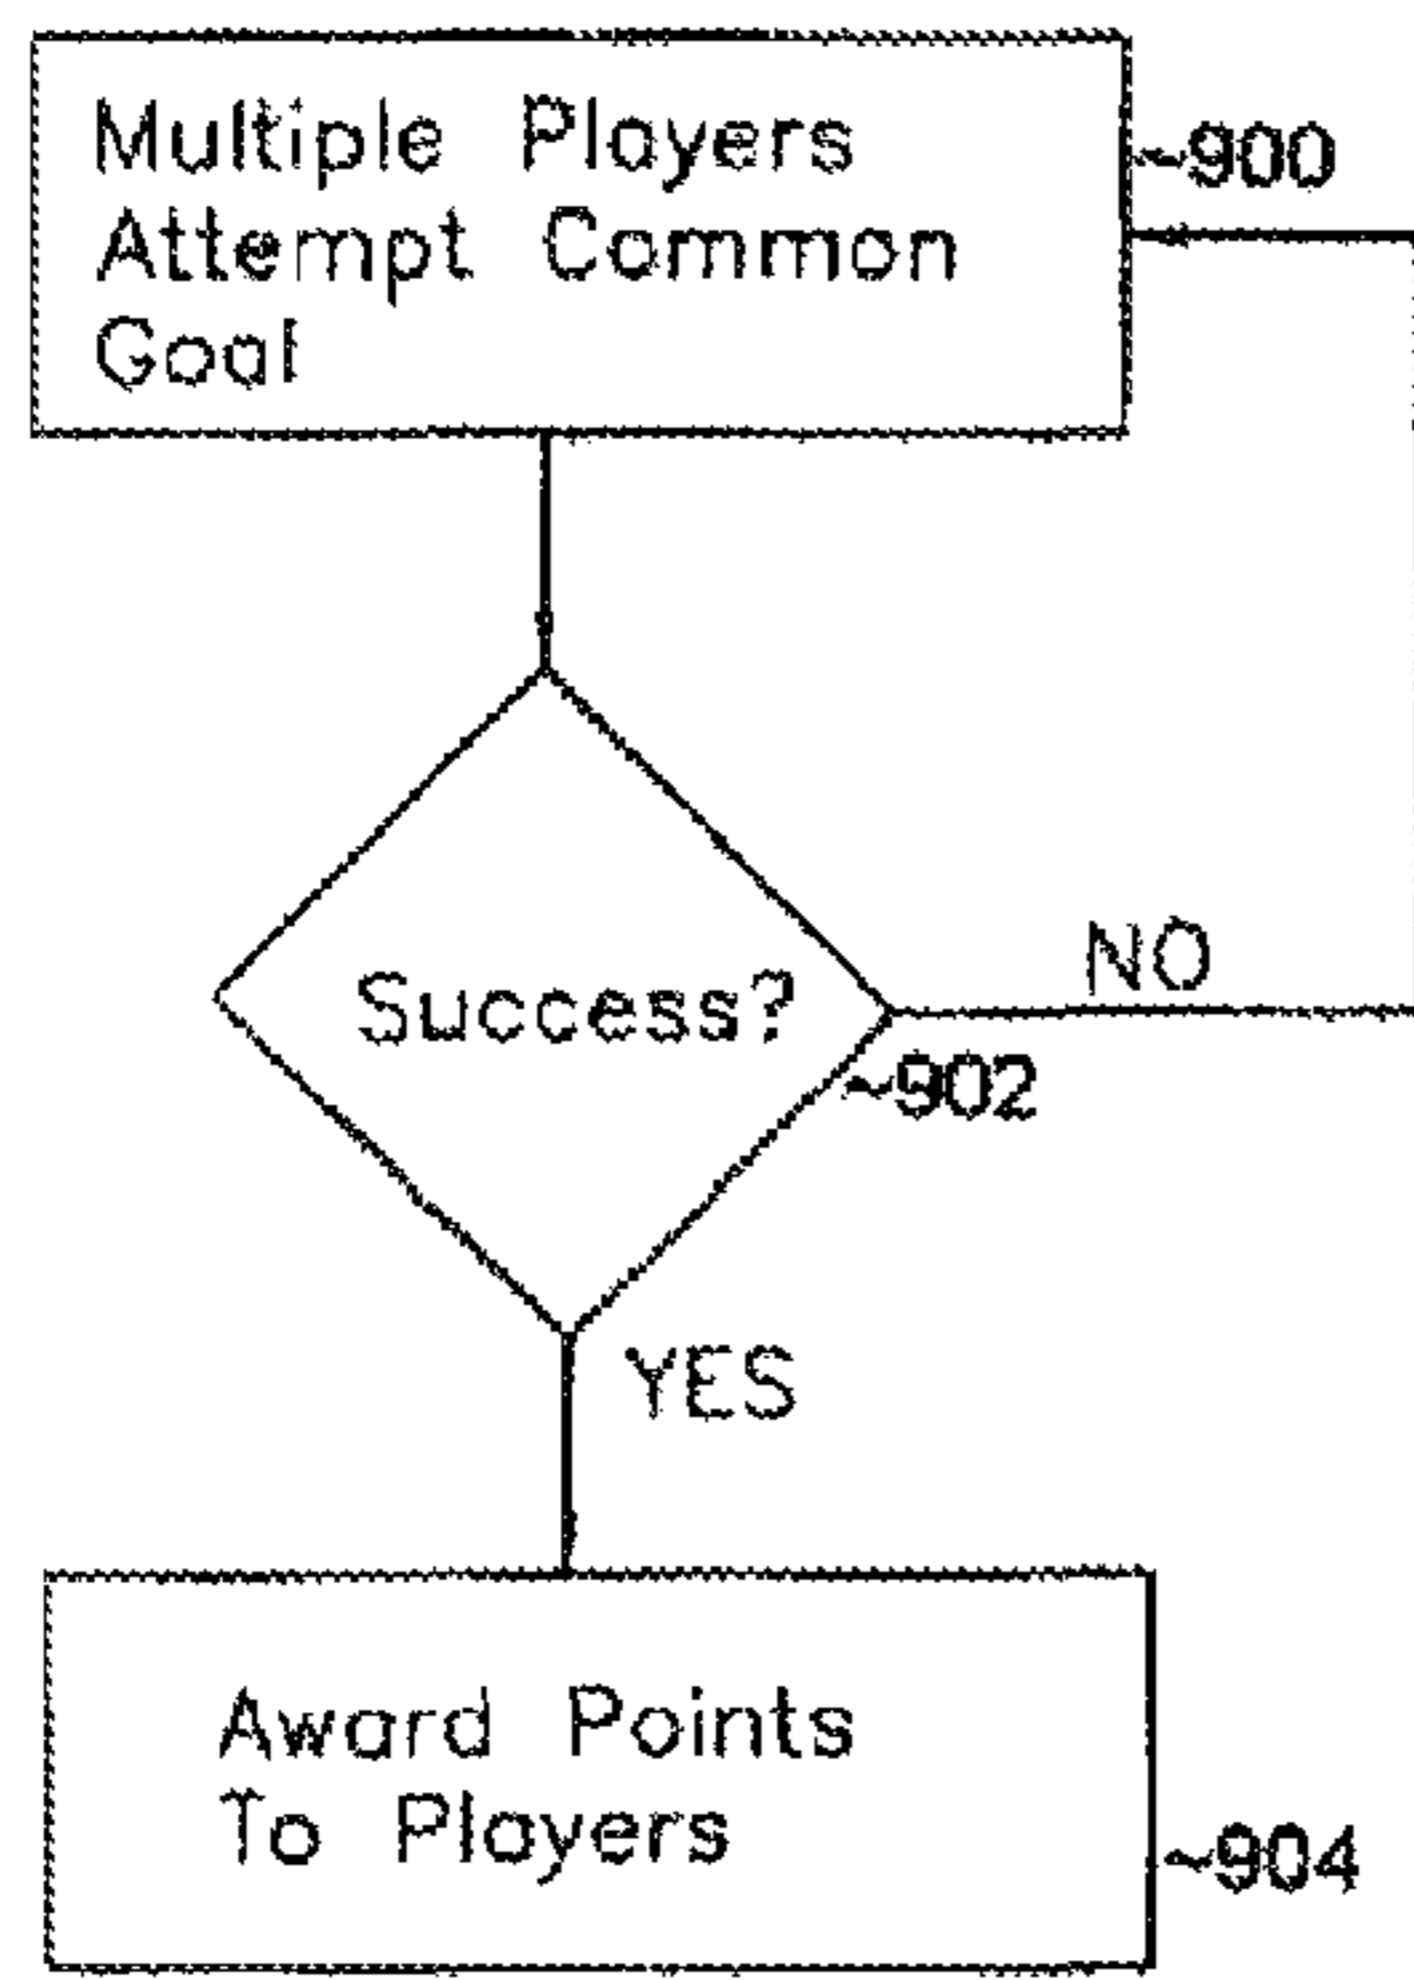 Multiple Players
Attempt Common
Goal
~900
Success?
NO
~902
YES
Award Points
To Players
~904